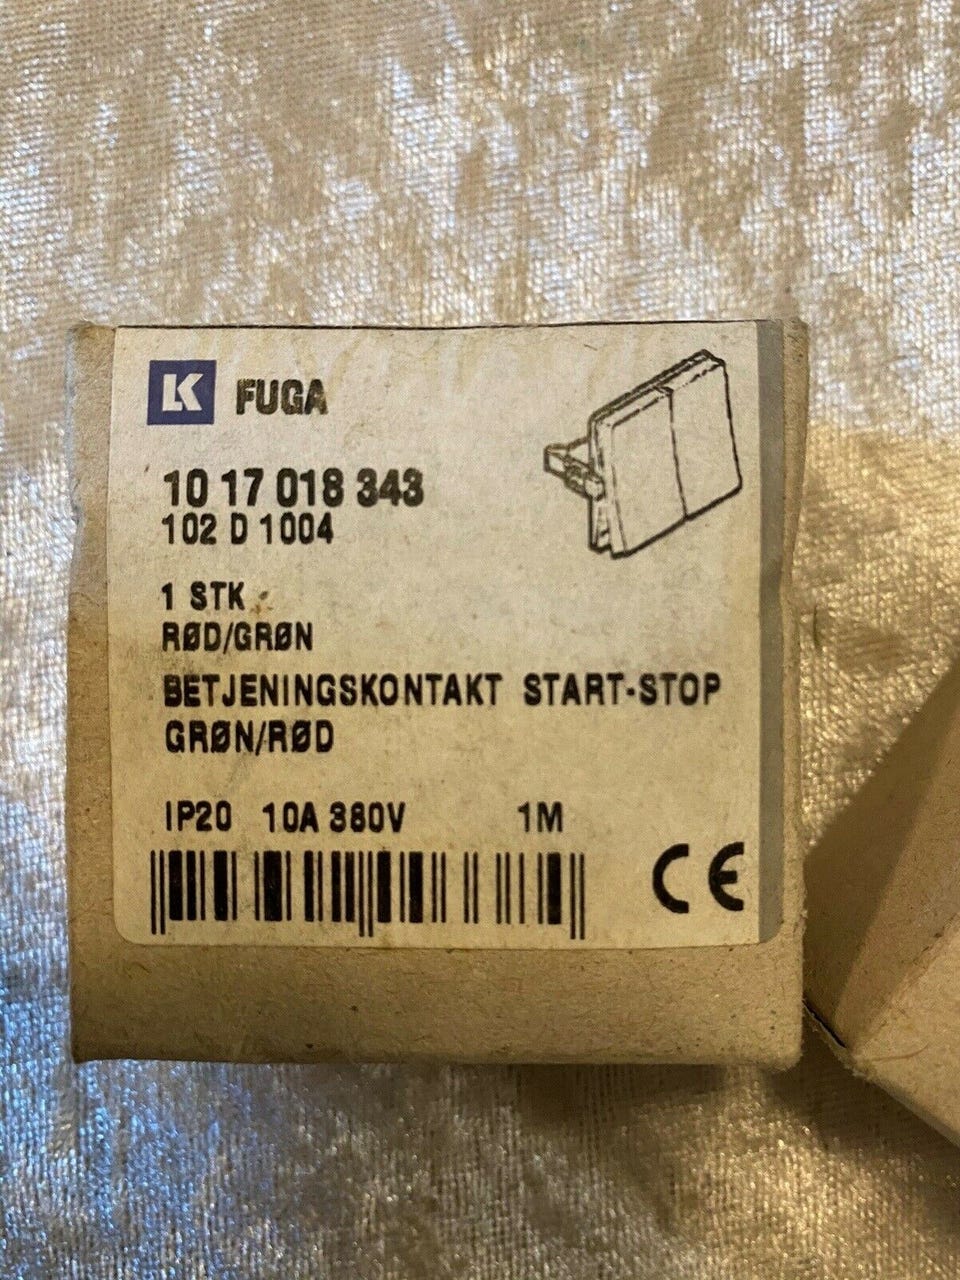 LK FUGA
10 17 018 343
102 D 1004
1 STK
RØD/GRØN
BETJENINGSKONTAKT START-STOP
GRØN/RØD
IP20 10A 380V 1M
CE